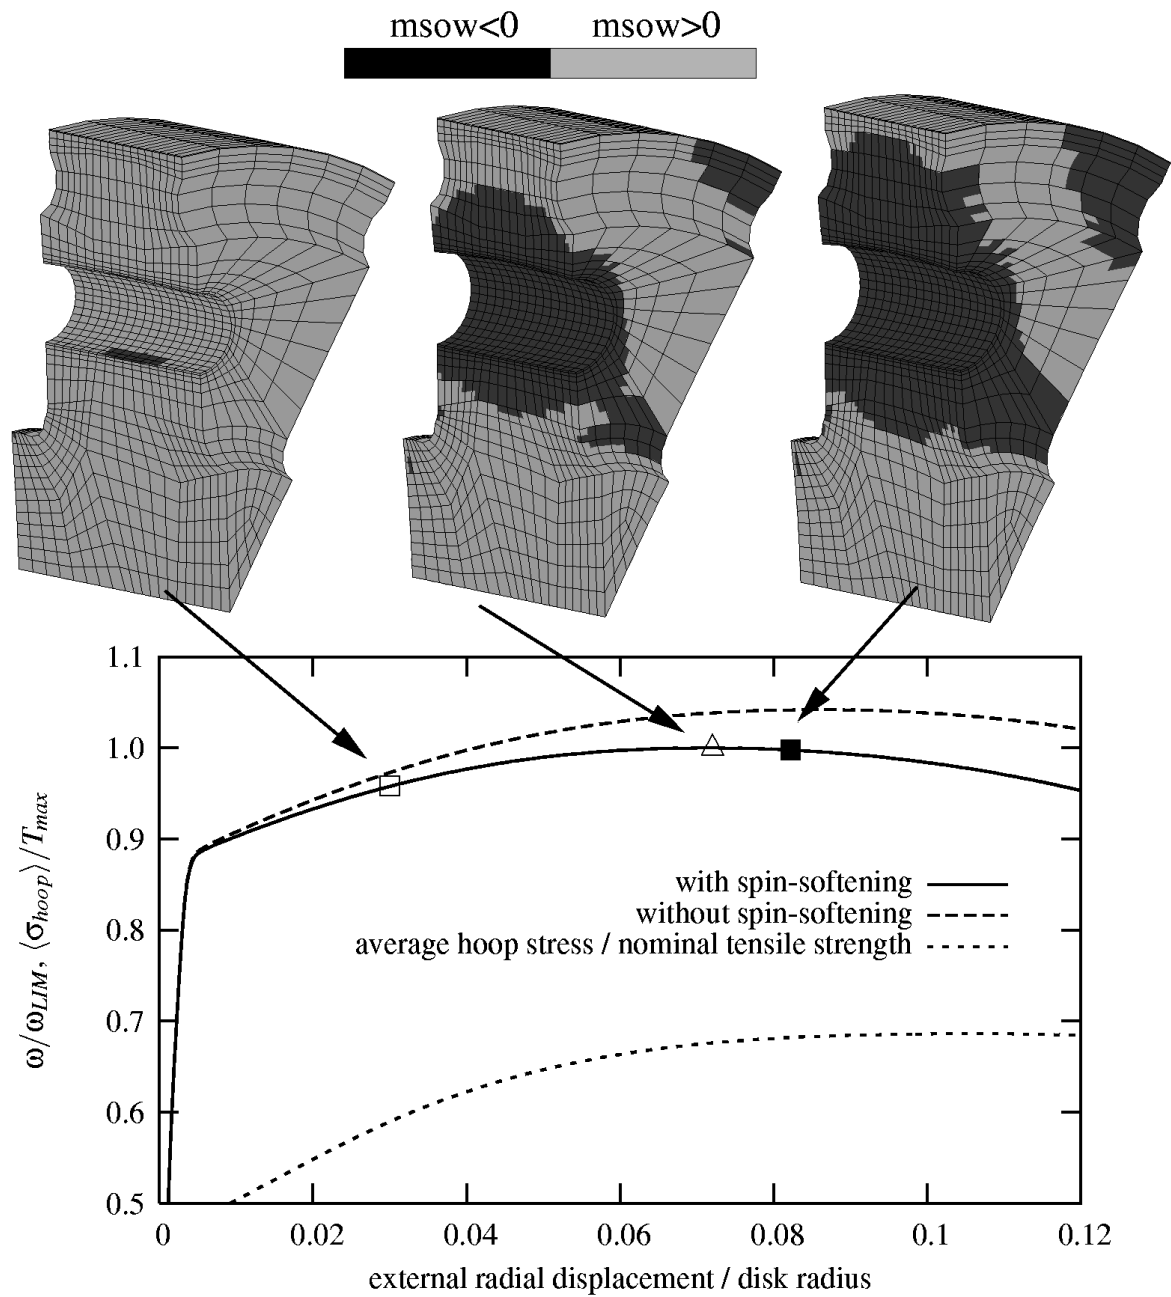 msow<0 msow>0
1.1
1.0
0.9
0.8
0.7
0.6
0.5
ω/ω_LIM, ⟨σ_hoop⟩/T_max
with spin-softening
without spin-softening
average hoop stress / nominal tensile strength
0 0.02 0.04 0.06 0.08 0.1 0.12
external radial displacement / disk radius